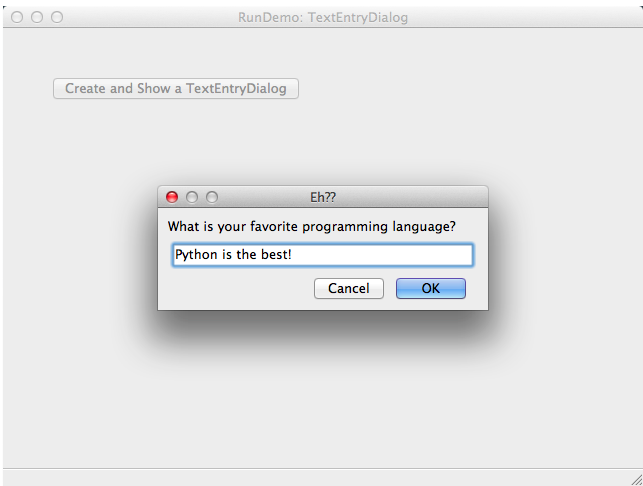 RunDemo: TextEntryDialog
Create and Show a TextEntryDialog
Eh??
What is your favorite programming language?
Python is the best!
Cancel OK